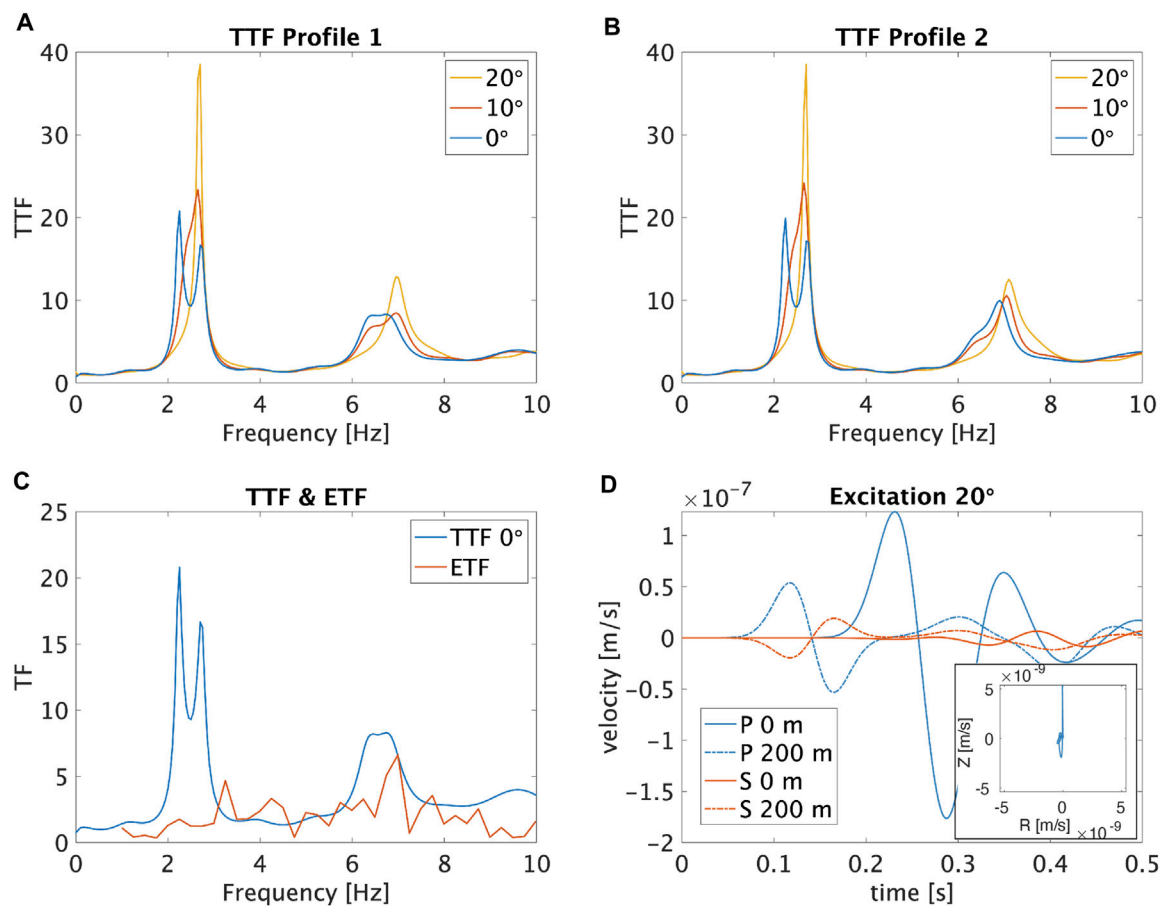 A
TTF Profile 1
40
30
20
10
0
TTF
0 2 4 6 8 10
Frequency [Hz]
20°
10°
0°
B
TTF Profile 2
40
30
20
10
0
TTF
0 2 4 6 8 10
Frequency [Hz]
20°
10°
0°
C
TTF & ETF
25
20
15
10
5
0
TF
0 2 4 6 8 10
Frequency [Hz]
TTF 0°
ETF
D
×10⁻⁷
Excitation 20°
1
0.5
0
−0.5
−1
−1.5
−2
velocity [m/s]
0 0.1 0.2 0.3 0.4 0.5
time [s]
P 0 m
P 200 m
S 0 m
S 200 m
×10⁻⁹
5
0
-5
Z [m/s]
-5 0 5
R [m/s]
×10⁻⁹